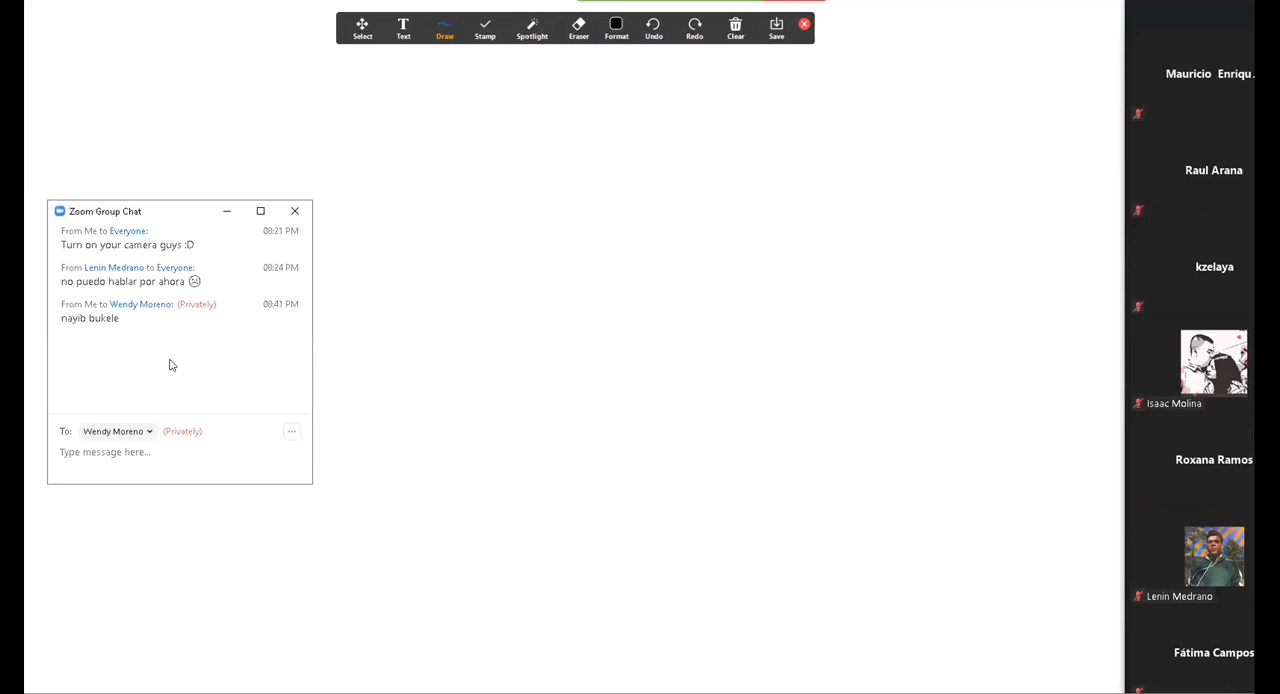 Select Text Draw Stamp Spotlight Eraser Format Undo Redo Clear Save
Zoom Group Chat
From Me to Everyone: 08:21 PM
Turn on your camera guys :D
From Lenin Medrano to Everyone: 08:24 PM
no puedo hablar por ahora ☹
From Me to Wendy Moreno: (Privately) 08:41 PM
nayib bukele
To: Wendy Moreno (Privately) ...
Type message here...
Mauricio Enriqu...
Raul Arana
kzelaya
Isaac Molina
Roxana Ramos
Lenin Medrano
Fátima Campos